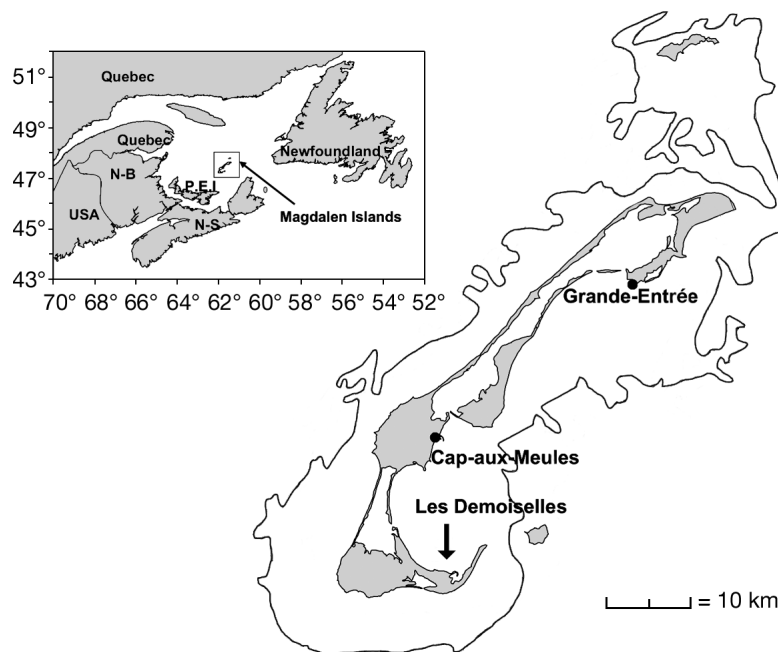 51°
49°
47°
45°
43°
70° 68° 66° 64° 62° 60° 58° 56° 54° 52°
Quebec
Quebec
N-B
P.E.I
USA
N-S
Newfoundland
Magdalen Islands
Grande-Entrée
Cap-aux-Meules
Les Demoiselles
= 10 km